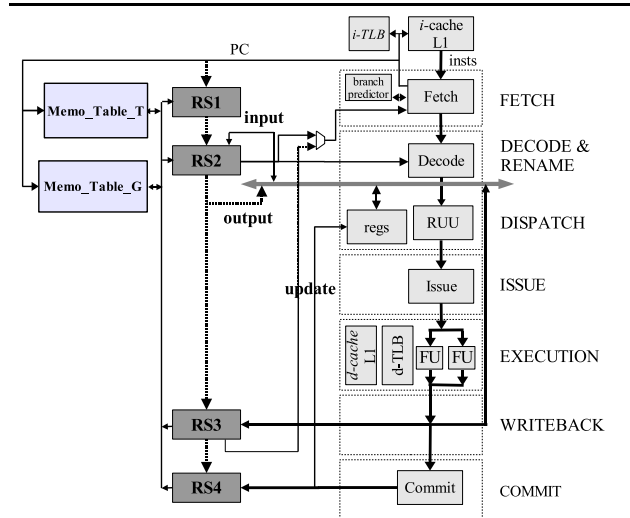 i-TLB
i-cache
L1
PC
insts
branch
predictor
Fetch
FETCH
Memo_Table_T
RS1
input
DECODE &
RENAME
RS2
Decode
Memo_Table_G
output
regs
RUU
DISPATCH
update
Issue
ISSUE
d-cache
L1
d-TLB
FU
FU
EXECUTION
RS3
WRITEBACK
RS4
Commit
COMMIT